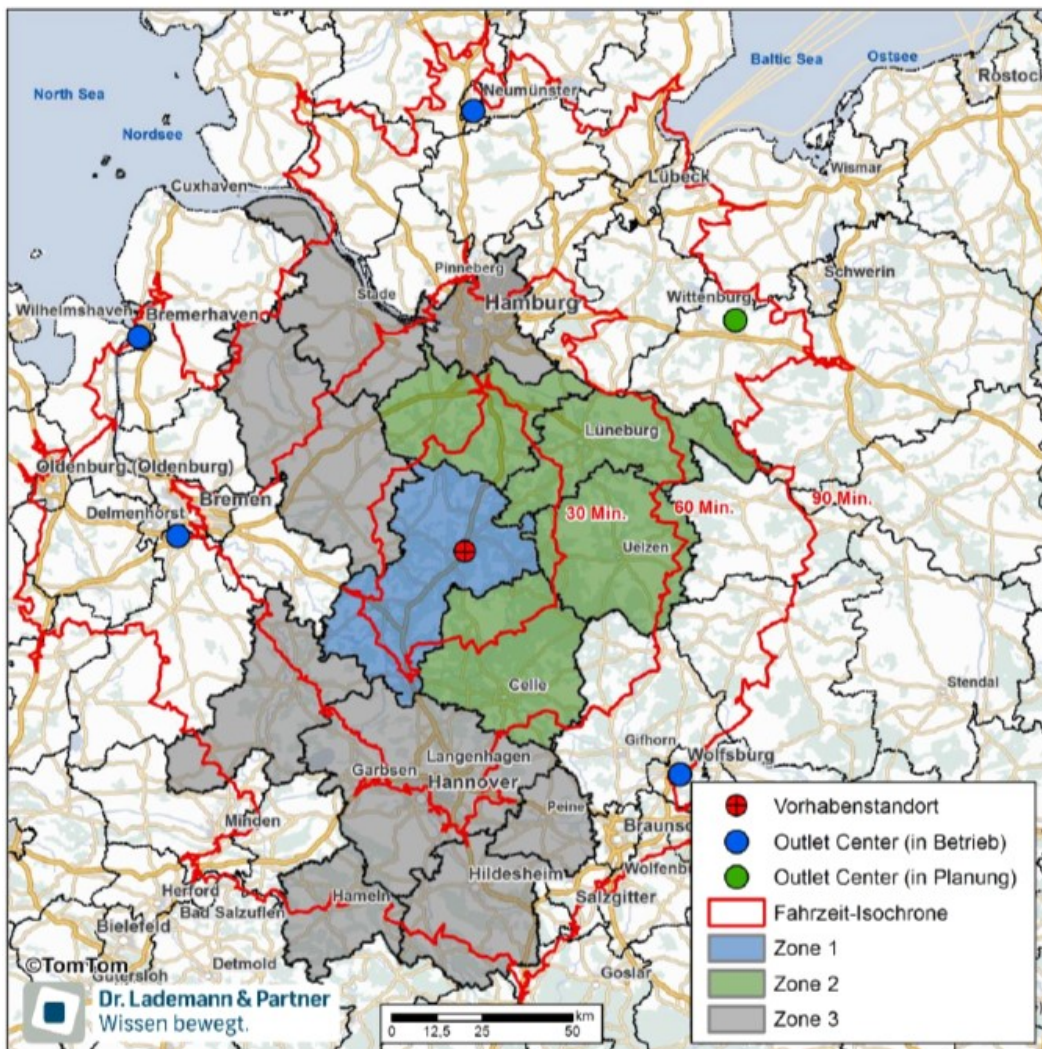 Baltic Sea
Ostsee
Rostock
North Sea
Neumünster
Nordsee
Lübeck
Wismar
Cuxhaven
Pinneberg
Schwerin
Stade
Hamburg
Wittenburg
Wilhelmshaven
Bremerhaven
Lüneburg
Oldenburg (Oldenburg)
Bremen
90 Min.
60 Min.
30 Min.
Delmenhorst
Uelzen
Celle
Stendal
Gifhorn
Langenhagen
Wolfsburg
Garbsen
Hannover
Peine
Minden
Braunsc
Hildesheim
Wolfenb
Herford
Hameln
Salzgitter
Bad Salzuflen
Bielefeld
Detmold
Goslar
©TomTom
Gütersloh
Vorhabenstandort
Outlet Center (in Betrieb)
Outlet Center (in Planung)
Fahrzeit-Isochrone
Zone 1
Zone 2
Zone 3
Dr. Lademann & Partner
Wissen bewegt.
km
0 12,5 25 50